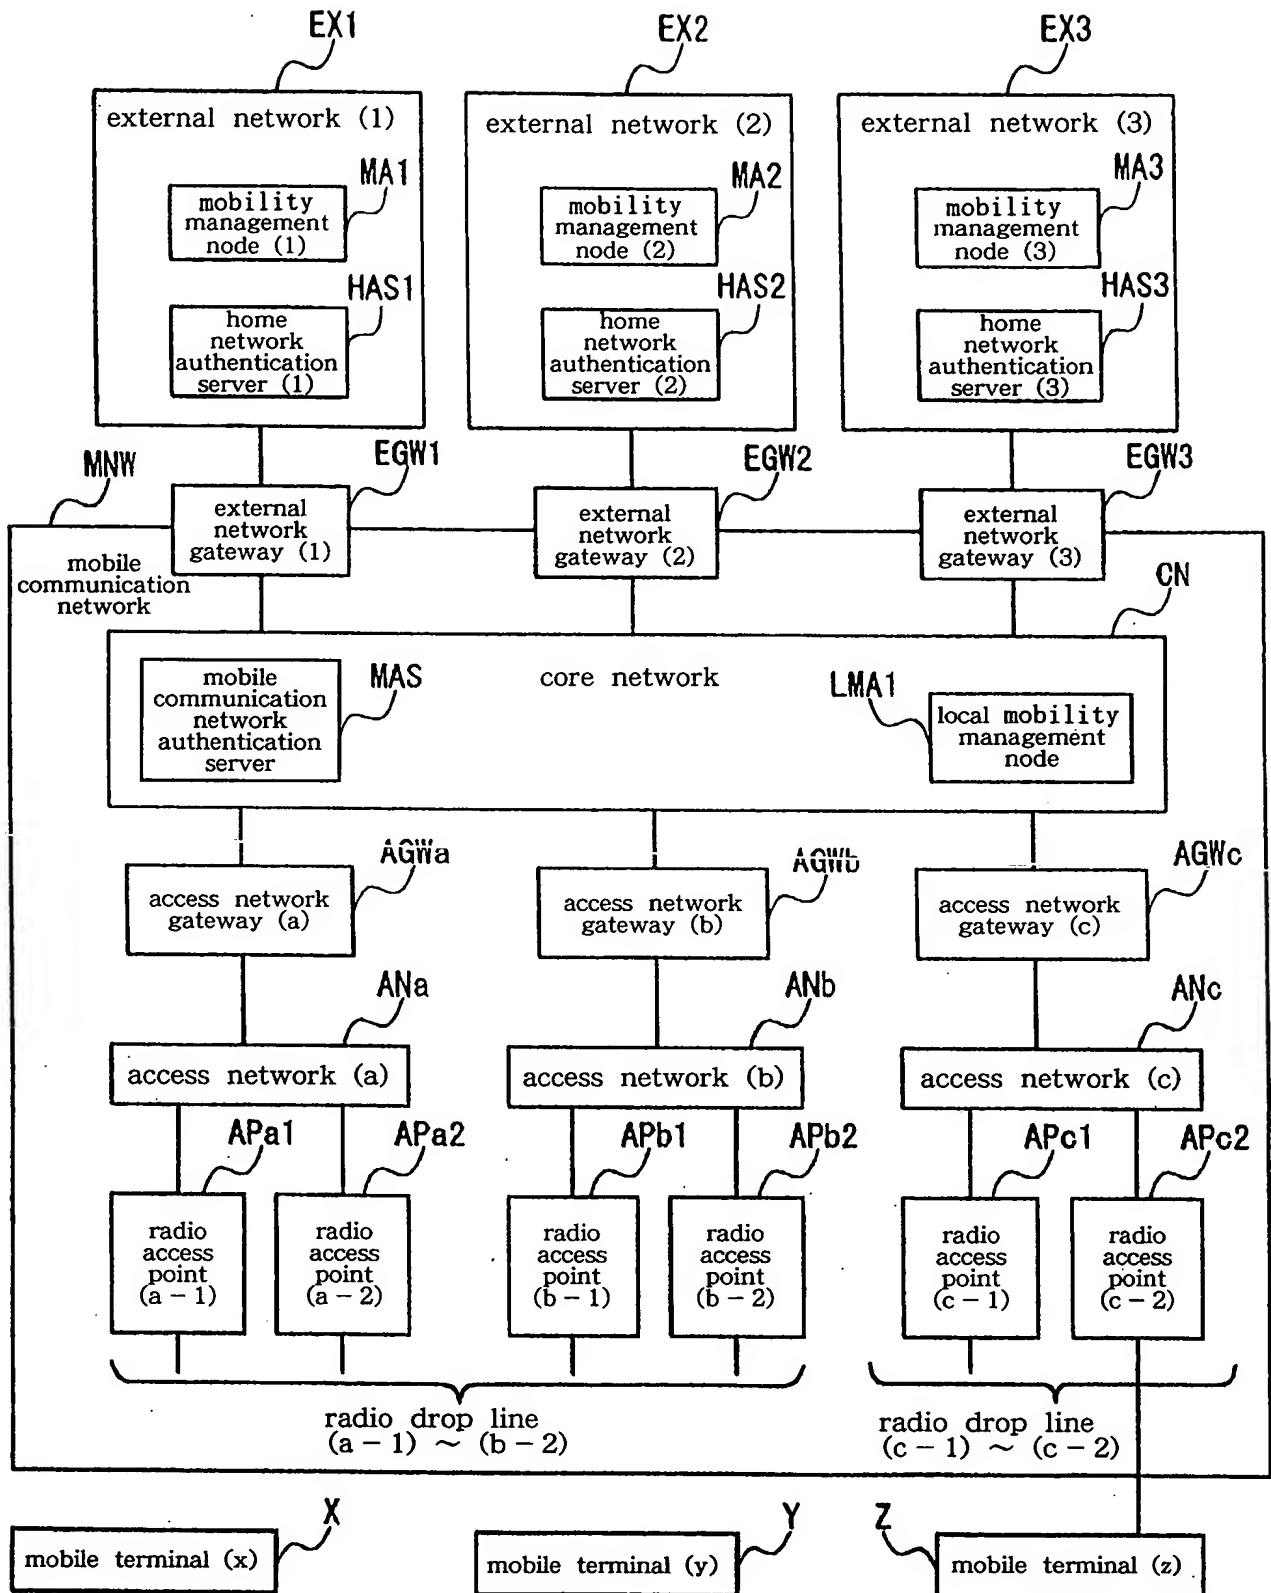 EX1
EX2
EX3
external network (1)
external network (2)
external network (3)
MA1
MA2
MA3
mobility
management
node (1)
mobility
management
node (2)
mobility
management
node (3)
HAS1
HAS2
HAS3
home
network
authentication
server (1)
home
network
authentication
server (2)
home
network
authentication
server (3)
MNW
EGW1
EGW2
EGW3
external
network
gateway (1)
external
network
gateway (2)
external
network
gateway (3)
mobile
communication
network
CN
mobile
communication
network
authentication
server
MAS
core network
LMA1
local mobility
management
node
AGWa
AGWb
AGWc
access network
gateway (a)
access network
gateway (b)
access network
gateway (c)
ANa
ANb
ANc
access network (a)
access network (b)
access network (c)
APa1
APa2
APb1
APb2
APc1
APc2
radio
access
point
(a-1)
radio
access
point
(a-2)
radio
access
point
(b-1)
radio
access
point
(b-2)
radio
access
point
(c-1)
radio
access
point
(c-2)
radio drop line
(a-1) ~ (b-2)
radio drop line
(c-1) ~ (c-2)
X
Y
Z
mobile terminal (x)
mobile terminal (y)
mobile terminal (z)